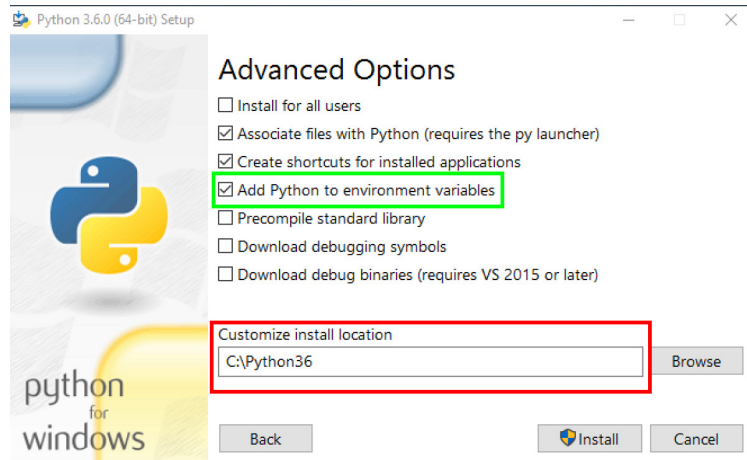 Python 3.6.0 (64-bit) Setup
Advanced Options
Install for all users
Associate files with Python (requires the py launcher)
Create shortcuts for installed applications
Add Python to environment variables
Precompile standard library
Download debugging symbols
Download debug binaries (requires VS 2015 or later)
Customize install location
C:\Python36
Browse
python
for
windows
Back
Install
Cancel